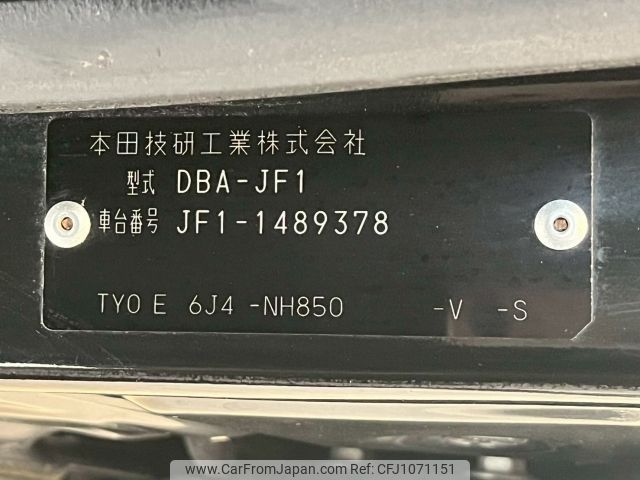 本田技研工業株式会社
型式 DBA-JF1
車台番号 JF1-1489378
TYO E 6J4 -NH850 -V -S
www.CarFromJapan.com | Ref: CFJ1071151